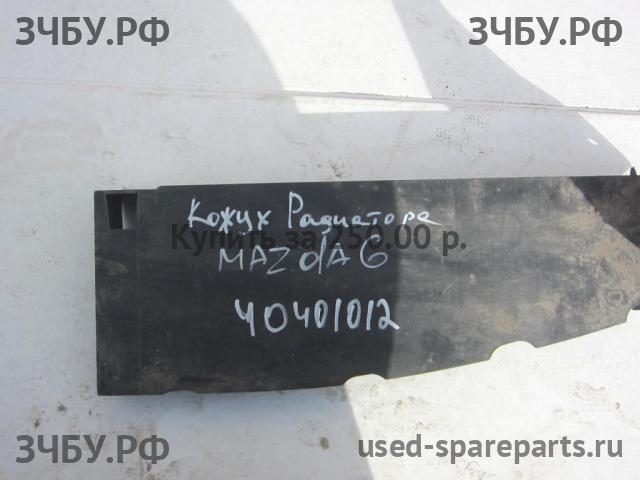 ЗЧБУ.РФ ЗЧБУ.РФ
Кожух Радиатора
Купить за 250.00 р.
MAZdA 6
40401012
ЗЧБУ.РФ used-spareparts.ru